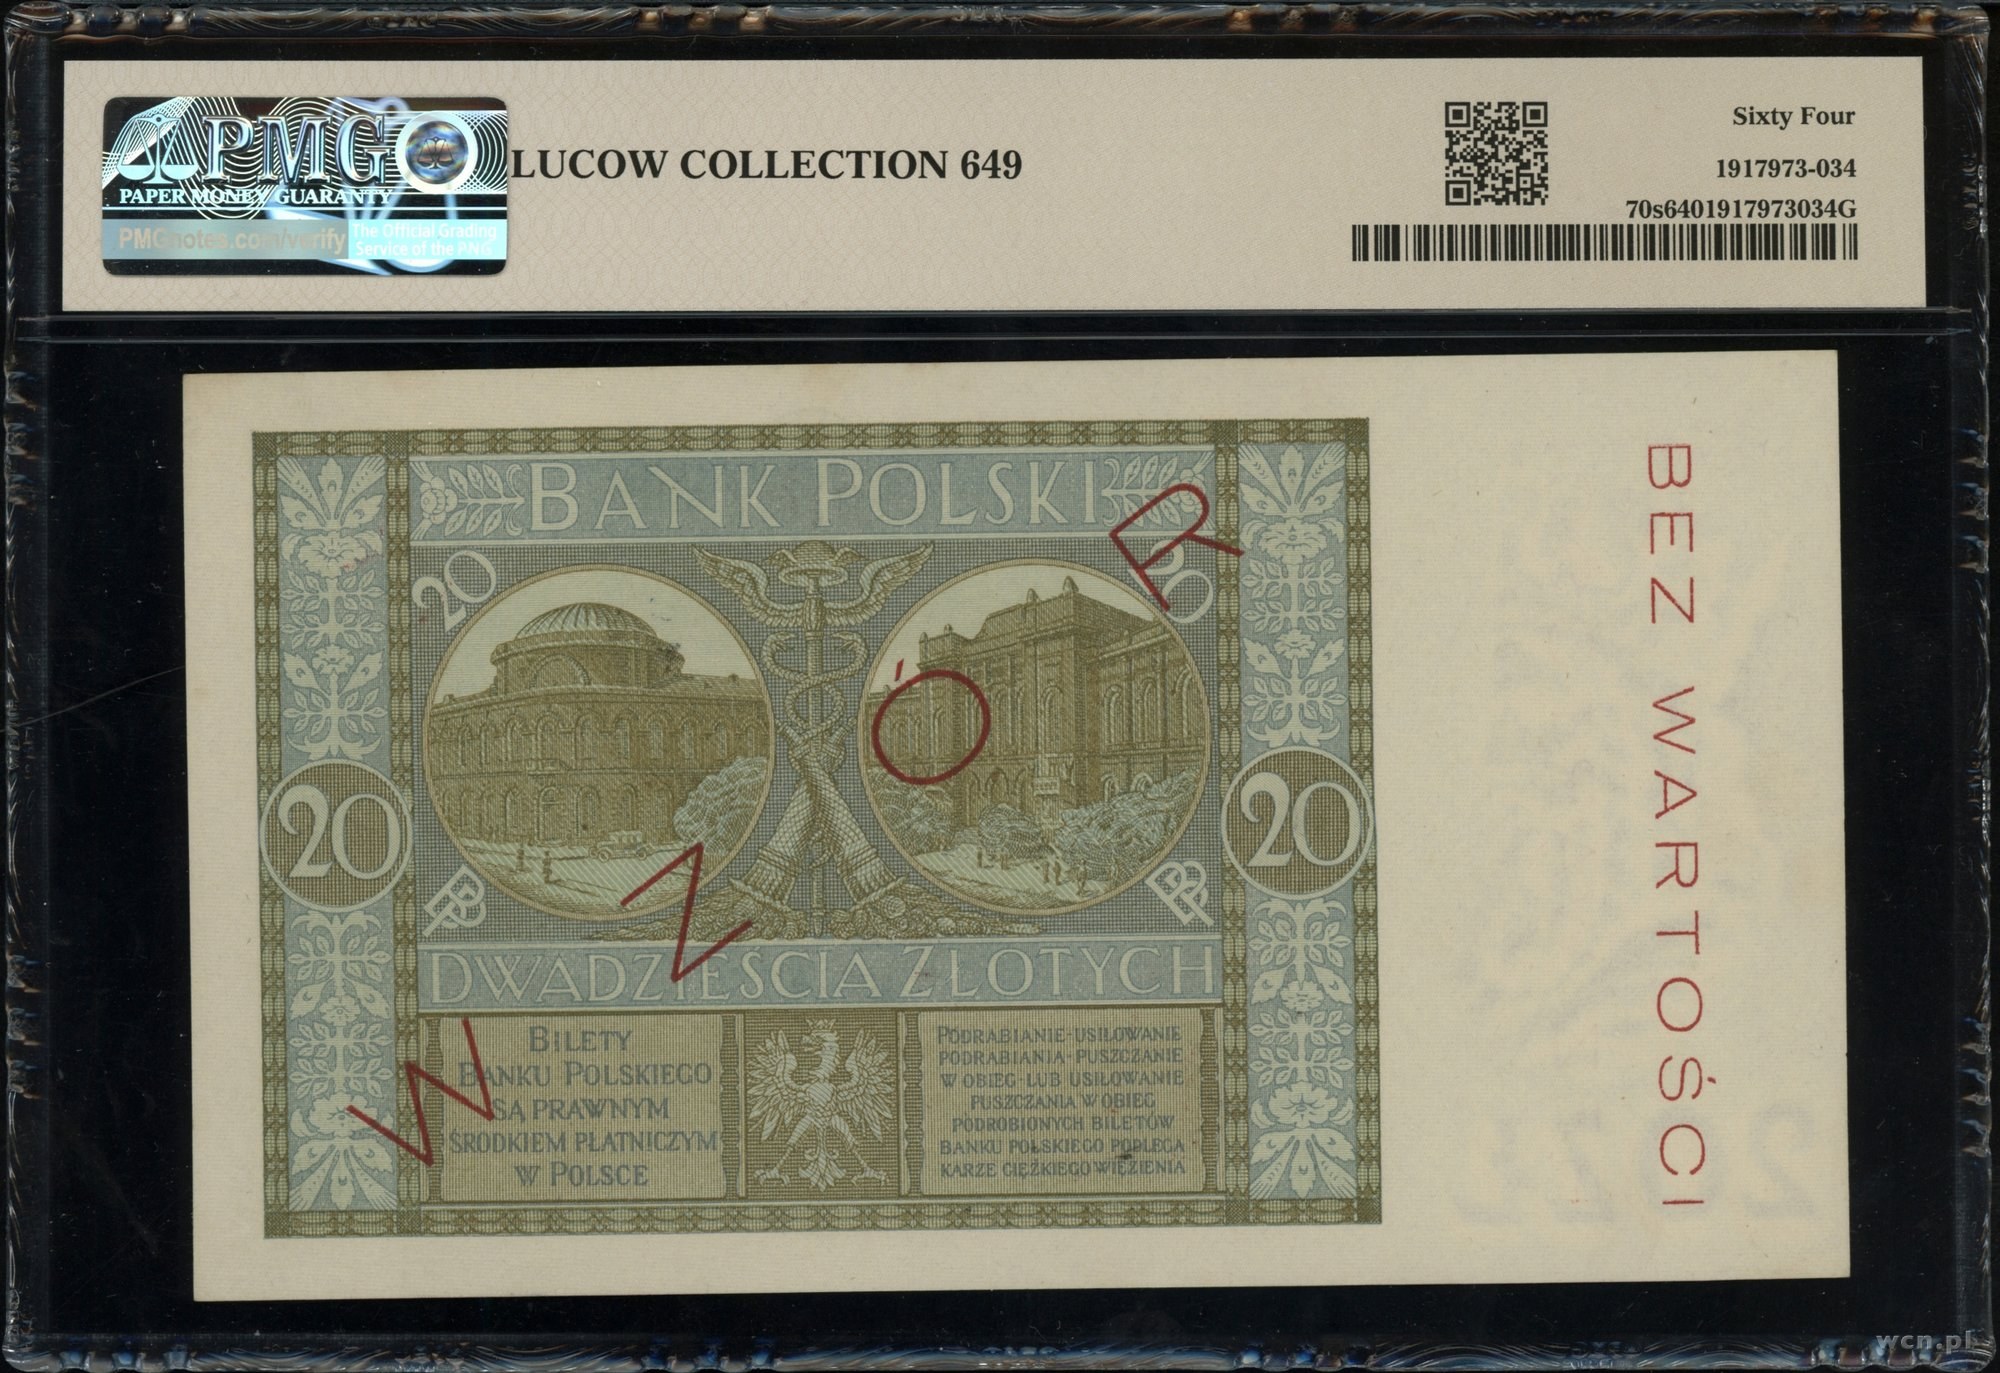 PMG
PAPER MONEY GUARANTY
PMGnotes.com/verify
The Official Grading
Service of the PNG
LUCOW COLLECTION 649
Sixty Four
1917973-034
70s6401917973034G
BANK POLSKI
20
20
20
20
WZÓR
DWADZIEŚCIA ZŁOTYCH
BILETY
BANKU POLSKIEGO
SĄ PRAWNYM
ŚRODKIEM PŁATNICZYM
W POLSCE
PODRABIANIE-USIŁOWANIE
PODRABIANIA-PUSZCZANIE
W OBIEG-LUB USIŁOWANIE
PUSZCZANIA W OBIEG
PODROBIONYCH BILETÓW
BANKU POLSKIEGO PODLEGA
KARZE CIĘŻKIEGO WIĘZIENIA
BEZ WARTOŚCI
wcn.pl